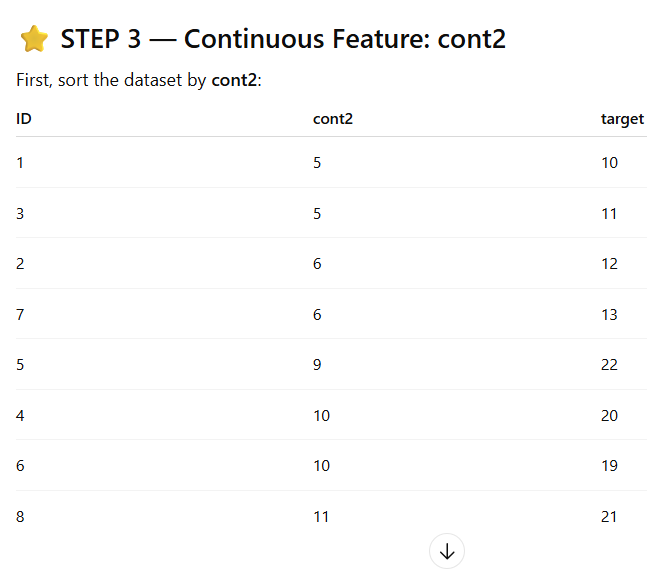 ⭐ STEP 3 — Continuous Feature: cont2
First, sort the dataset by cont2:
ID cont2 target
1 5 10
3 5 11
2 6 12
7 6 13
5 9 22
4 10 20
6 10 19
8 11 21